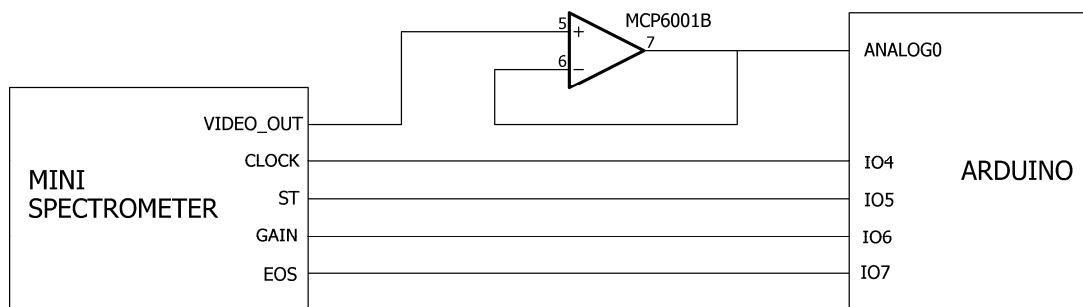 MCP6001B
5
+
7
6
−
ANALOG0
VIDEO_OUT
CLOCK
IO4
MINI
SPECTROMETER
ARDUINO
ST
IO5
GAIN
IO6
EOS
IO7